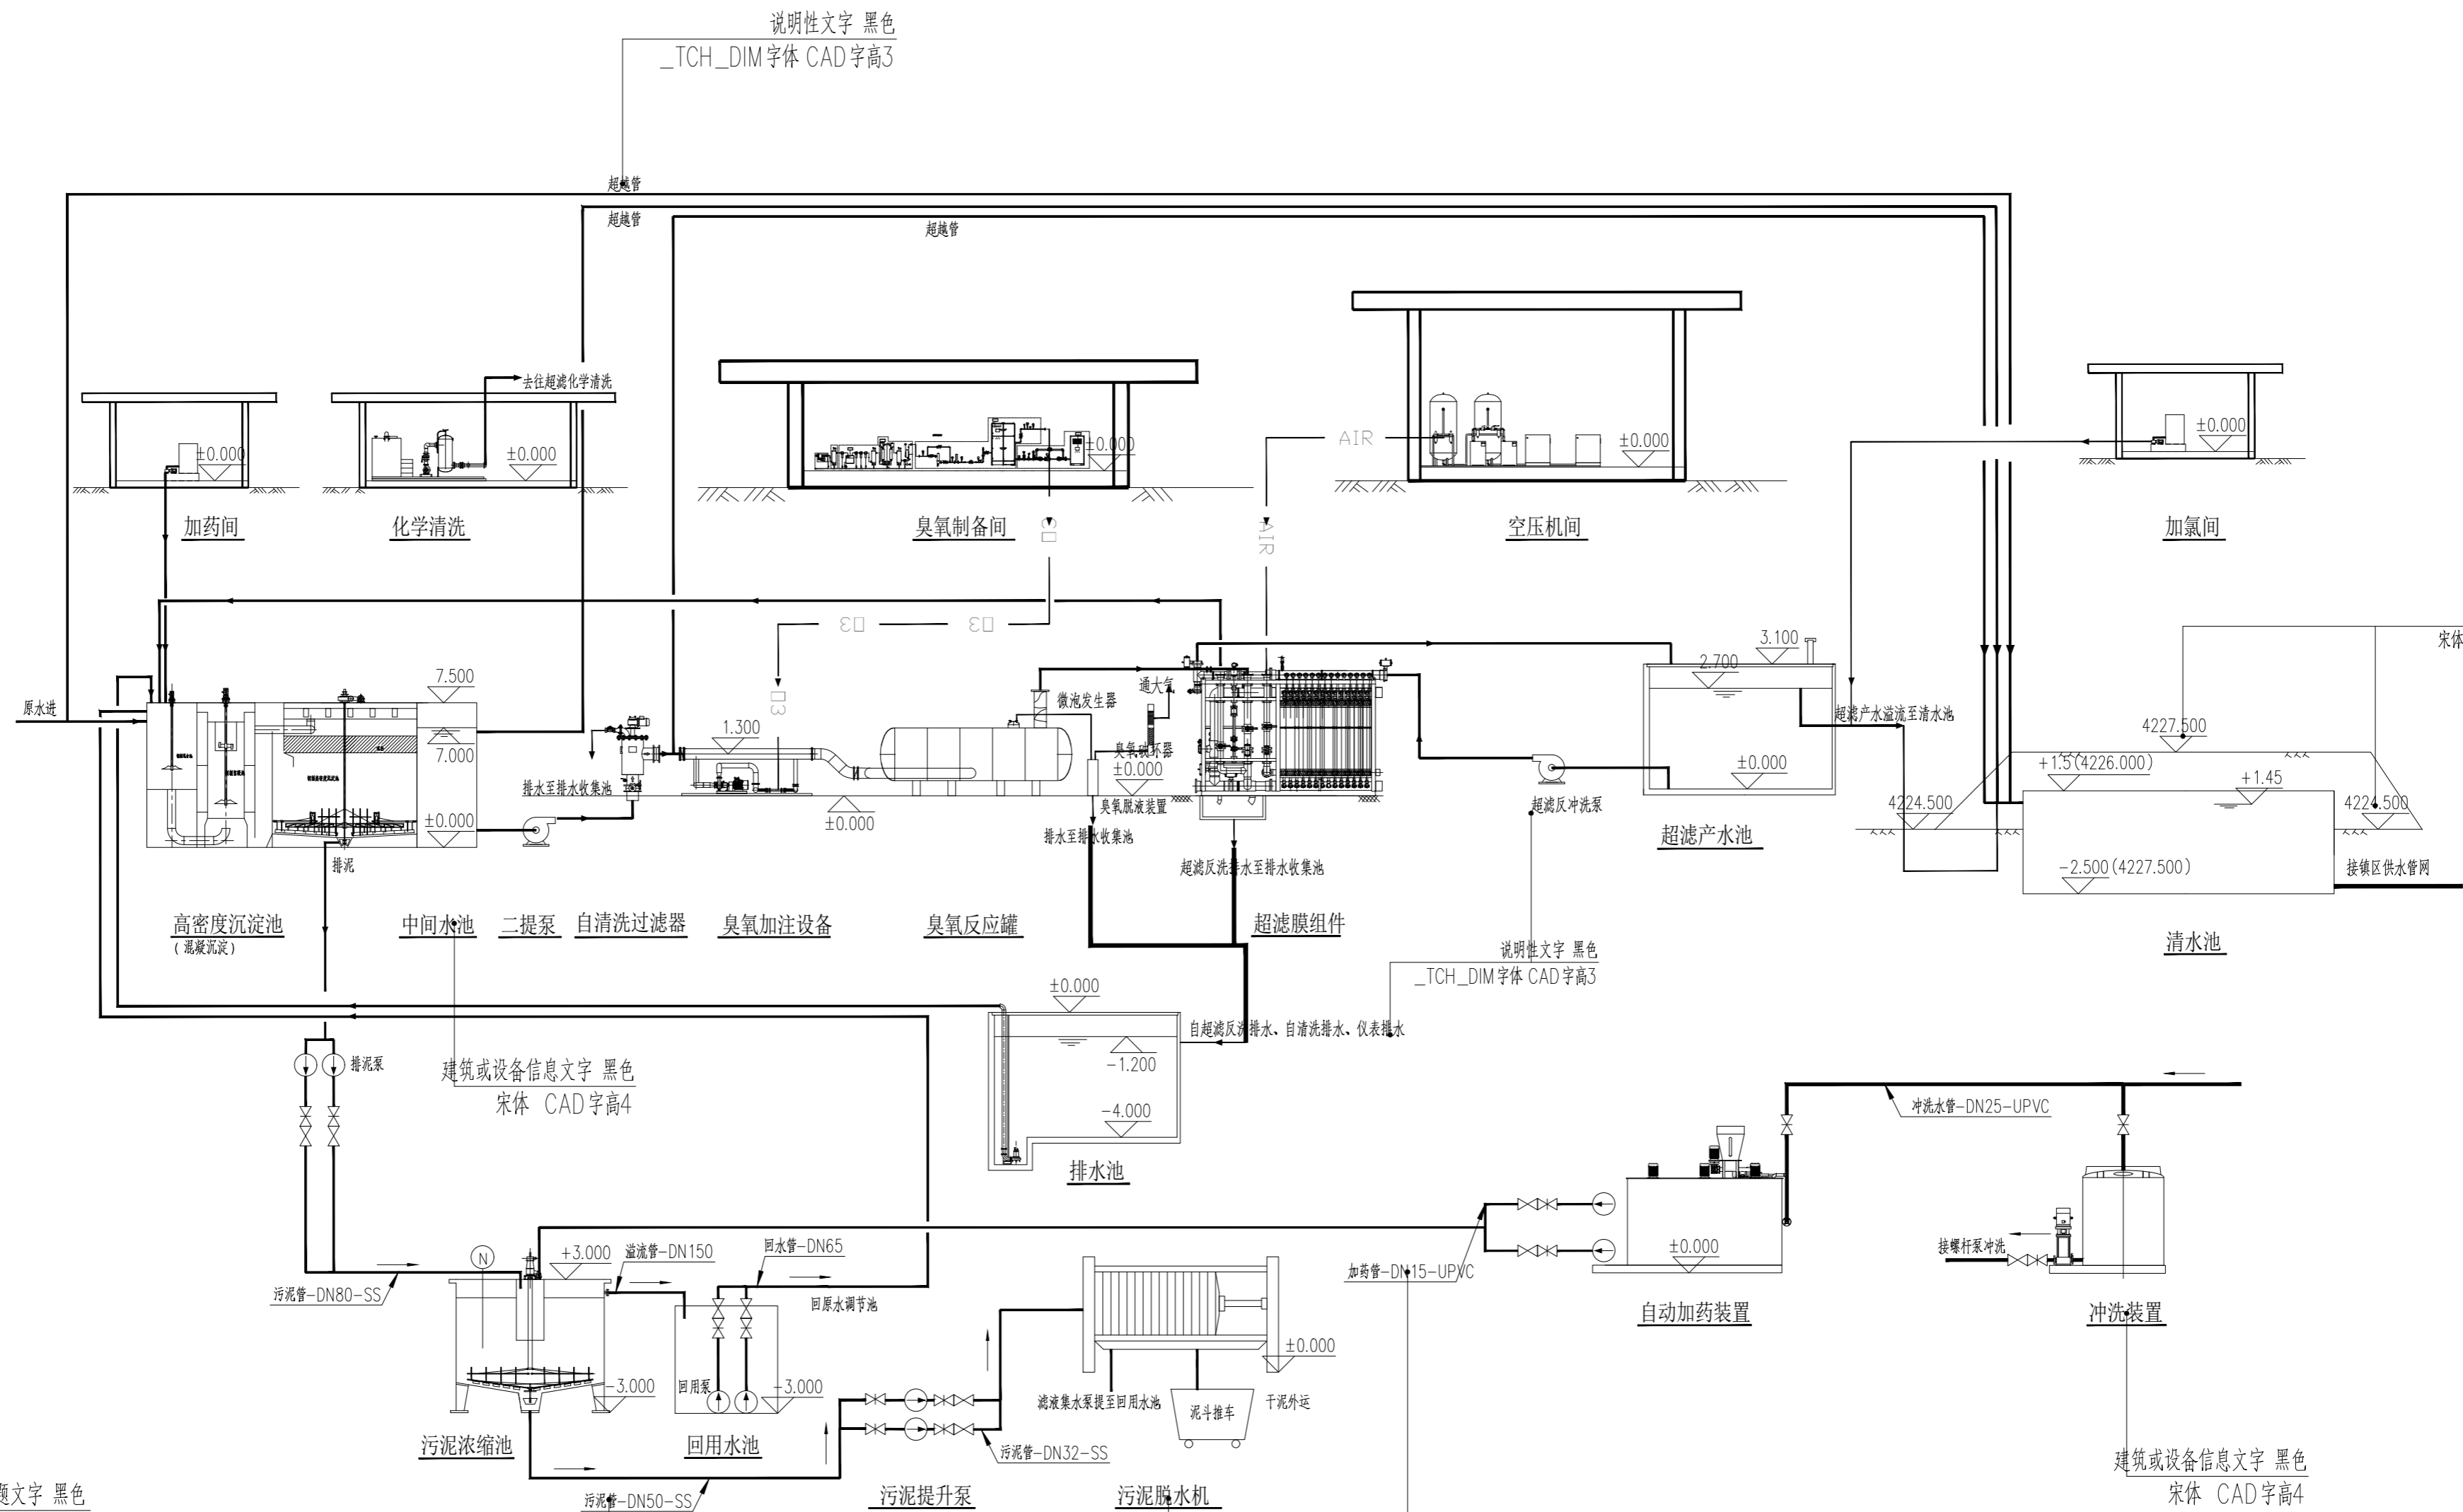 说明性文字 黑色
_TCH_DIM字体 CAD字高3
超越管
超越管
超越管
去往超滤化学清洗
±0.000
±0.000
±0.000
AIR
±0.000
±0.000
加药间
化学清洗
臭氧制备间
空压机间
加氯间
AIR
3.100
2.700
宋体
7.500
7.000
±0.000
原水进
微泡发生器
通大气
超滤产水溢流至清水池
4227.500
1.300
臭氧破坏器
±0.000
±0.000
+1.5(4226.000)
+1.45
排水至排水收集池
±0.000
臭氧脱液装置
超滤反冲洗泵
4224.500
4224.500
排水至排水收集池
超滤产水池
排泥
超滤反洗排水至排水收集池
-2.500(4227.500)
接镇区供水管网
高密度沉淀池
(混凝沉淀)
中间水池
二提泵
自清洗过滤器
臭氧加注设备
臭氧反应罐
超滤膜组件
清水池
说明性文字 黑色
_TCH_DIM字体 CAD字高3
±0.000
自超滤反洗排水、自清洗排水、仪表排水
-1.200
-4.000
排水池
排泥泵
建筑或设备信息文字 黑色
宋体 CAD字高4
冲洗水管-DN25-UPVC
N
+3.000
溢流管-DN150
回水管-DN65
±0.000
接螺杆泵冲洗
加药管-DN15-UPVC
污泥管-DN80-SS
回原水调节池
自动加药装置
冲洗装置
±0.000
-3.000
回用泵
-3.000
滤液集水泵提至回用水池
泥斗推车
干泥外运
污泥浓缩池
回用水池
污泥管-DN32-SS
建筑或设备信息文字 黑色
宋体 CAD字高4
题文字 黑色
污泥管-DN50-SS
污泥提升泵
污泥脱水机